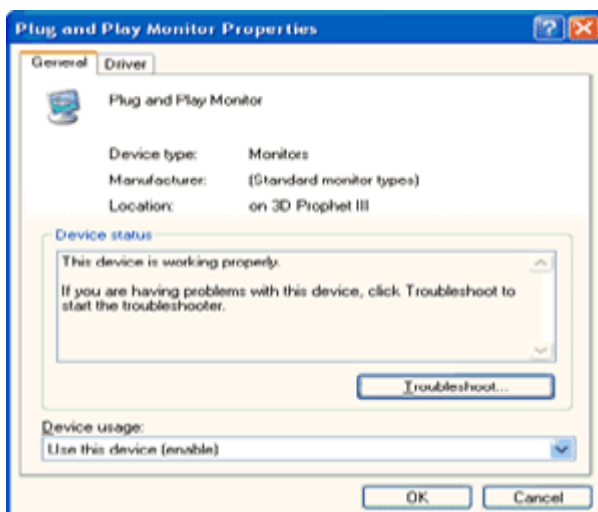 Plug and Play Monitor Properties
General Driver
Plug and Play Monitor
Device type: Monitors
Manufacturer: (Standard monitor types)
Location: on 3D Prophet III
Device status
This device is working properly.
If you are having problems with this device, click Troubleshoot to
start the troubleshooter.
Troubleshoot...
Device usage:
Use this device (enable)
OK Cancel